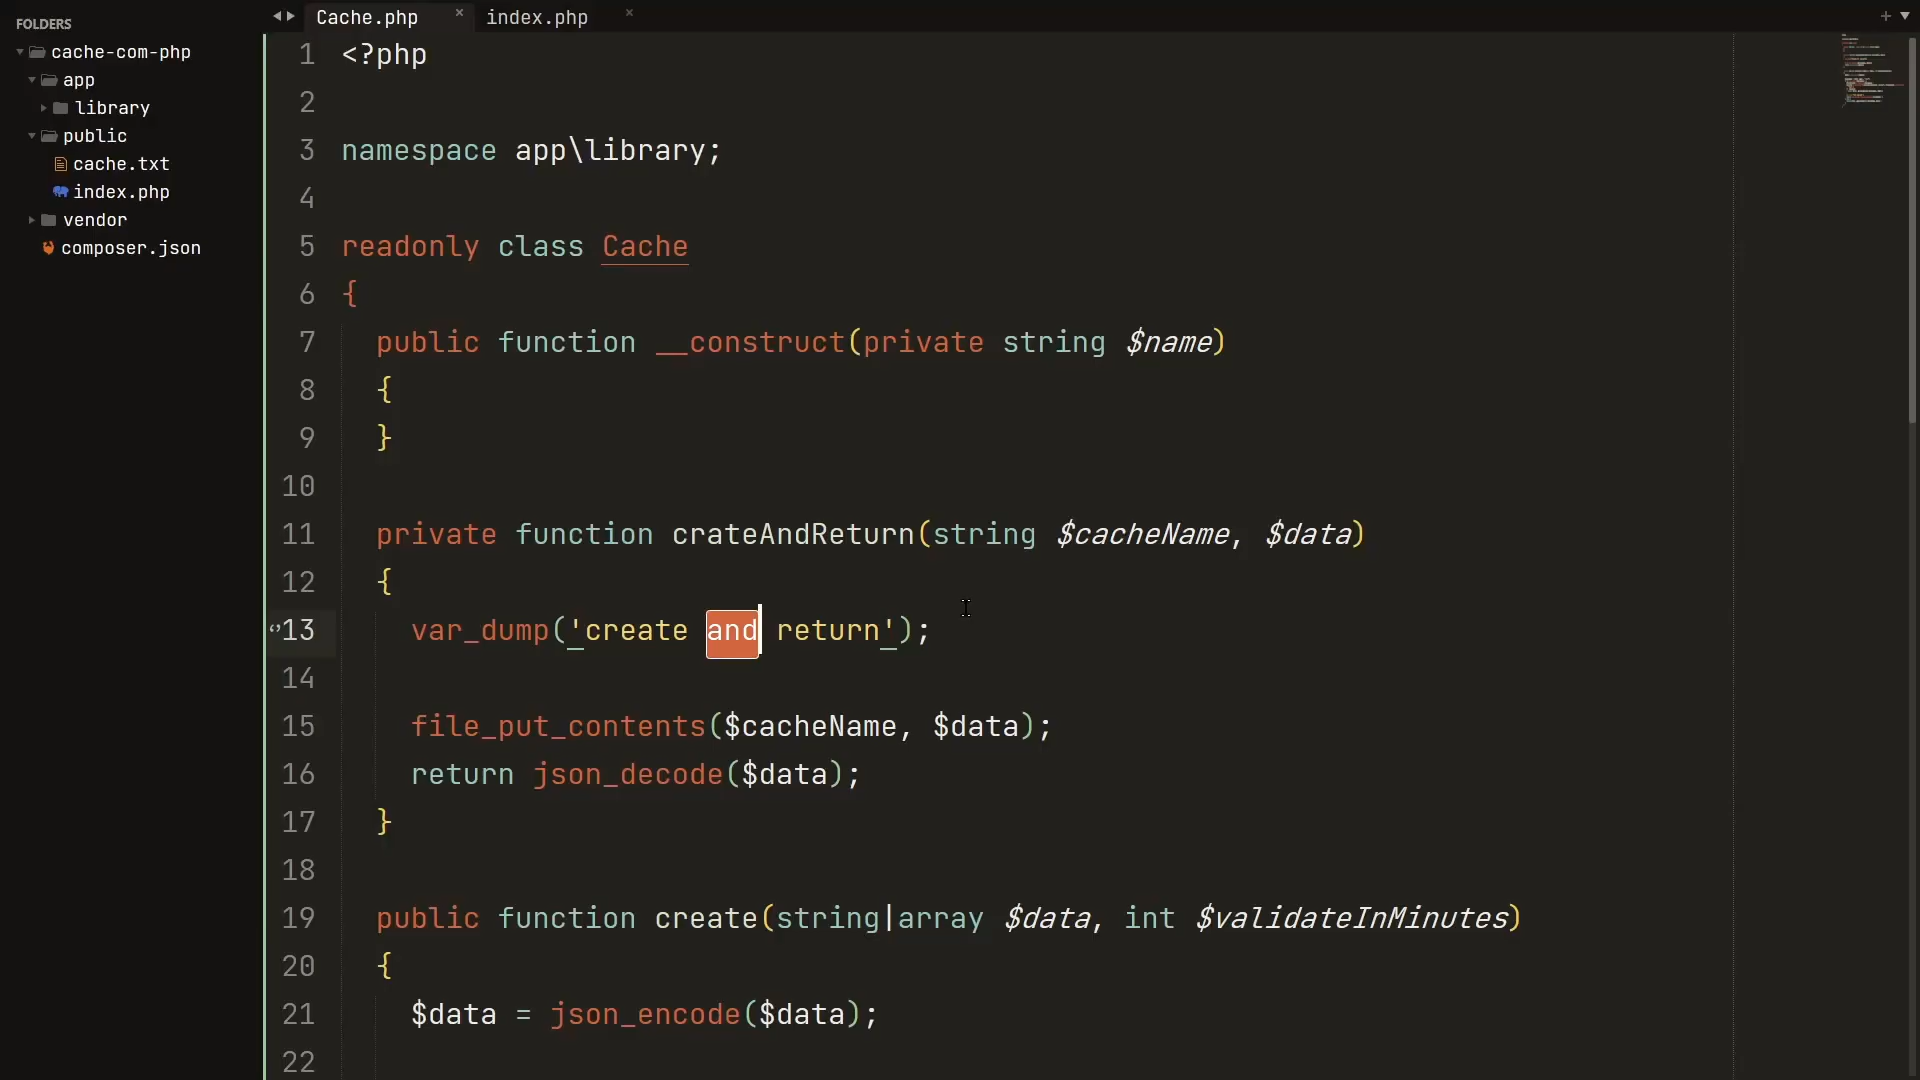 FOLDERS
cache-com-php
app
library
public
cache.txt
index.php
vendor
composer.json
Cache.php × index.php ×
1 <?php
2
3 namespace app\library;
4
5 readonly class Cache
6 {
7 public function __construct(private string $name)
8 {
9 }
10
11 private function crateAndReturn(string $cacheName, $data)
12 {
13 var_dump('create and return');
14
15 file_put_contents($cacheName, $data);
16 return json_decode($data);
17 }
18
19 public function create(string|array $data, int $validateInMinutes)
20 {
21 $data = json_encode($data);
22